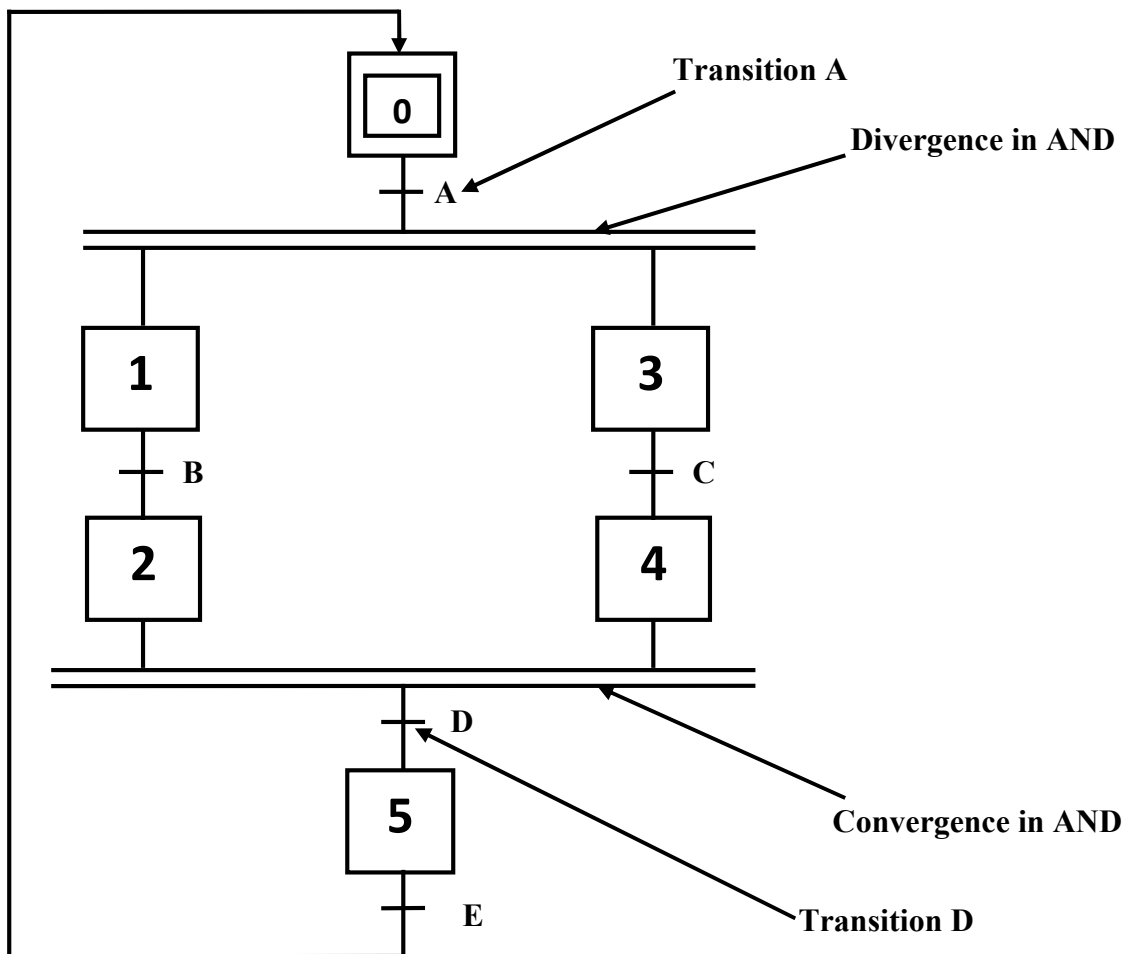 Transition A
0
Divergence in AND
A
1
3
B
C
2
4
D
5
Convergence in AND
E
Transition D